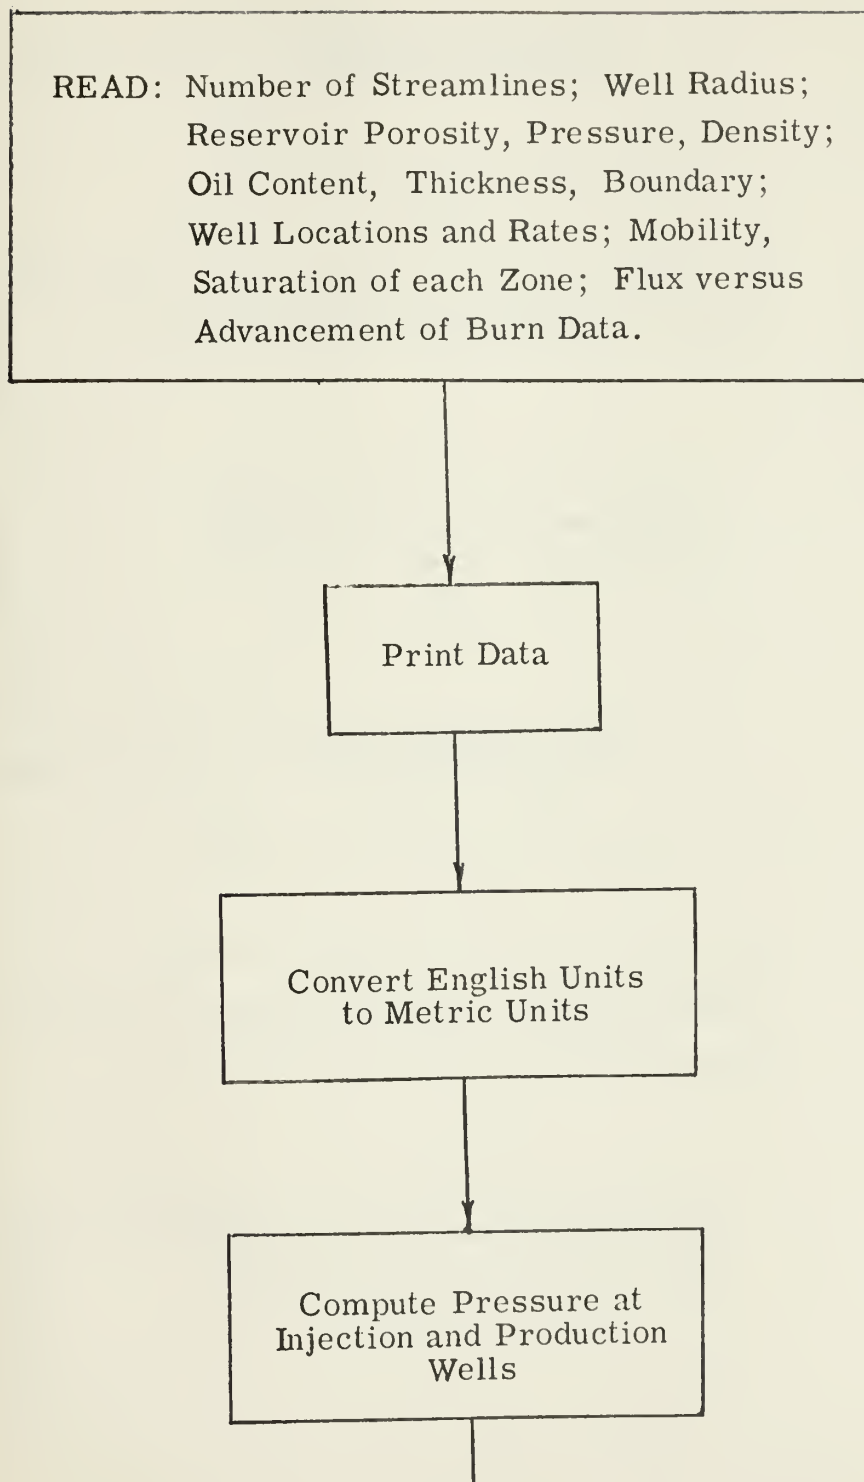 READ: Number of Streamlines; Well Radius;
Reservoir Porosity, Pressure, Density;
Oil Content, Thickness, Boundary;
Well Locations and Rates; Mobility,
Saturation of each Zone; Flux versus
Advancement of Burn Data.
Print Data
Convert English Units
to Metric Units
Compute Pressure at
Injection and Production
Wells